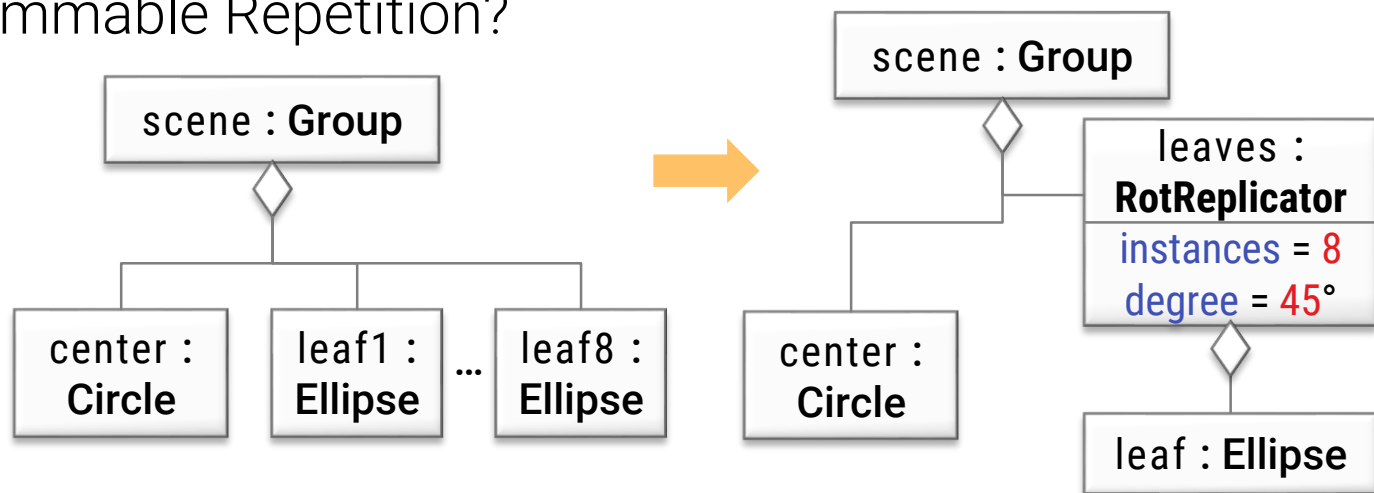 mmable Repetition?
scene : Group
center :
Circle
leaf1 :
Ellipse
...
leaf8 :
Ellipse
scene : Group
leaves :
RotReplicator
instances = 8
degree = 45°
center :
Circle
leaf : Ellipse